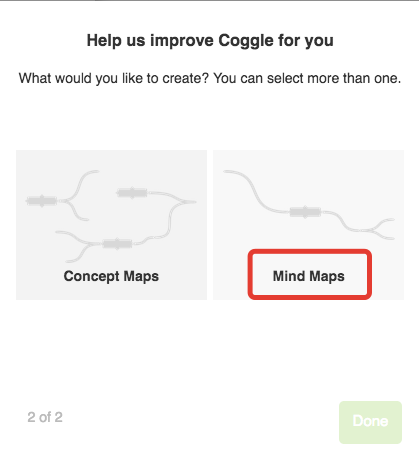 Help us improve Coggle for you
What would you like to create? You can select more than one.
Concept Maps
Mind Maps
2 of 2
Done